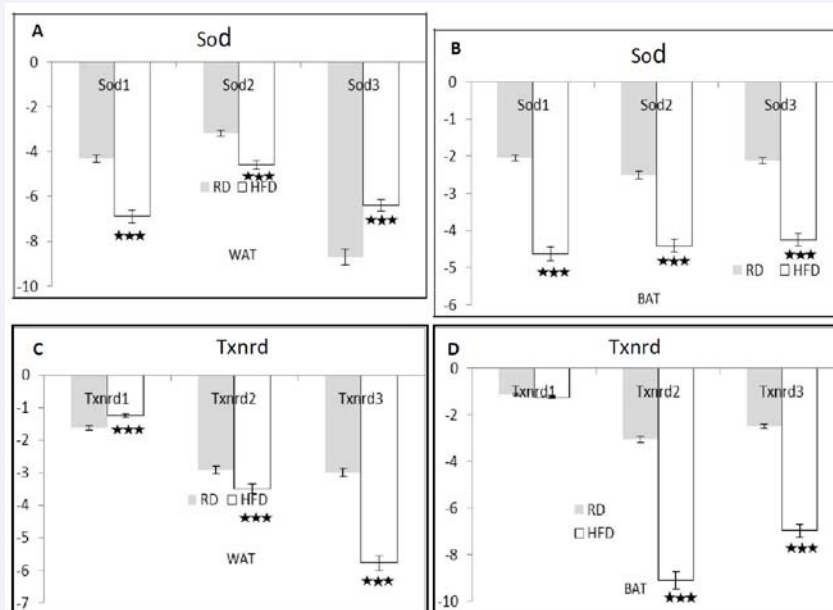 A
Sod
0
-2
-4
-6
-8
-10
Sod1 Sod2 Sod3
★★★ ★★★ ★★★
RD HFD
WAT
B
Sod
0
-1
-2
-3
-4
-5
-6
Sod1 Sod2 Sod3
★★★ ★★★ ★★★
RD HFD
BAT
C
Txnrd
0
-1
-2
-3
-4
-5
-6
-7
Txnrd1 Txnrd2 Txnrd3
★★★ ★★★ ★★★
RD HFD
WAT
D
Txnrd
0
-2
-4
-6
-8
-10
Txnrd1 Txnrd2 Txnrd3
RD
HFD
★★★ ★★★
BAT